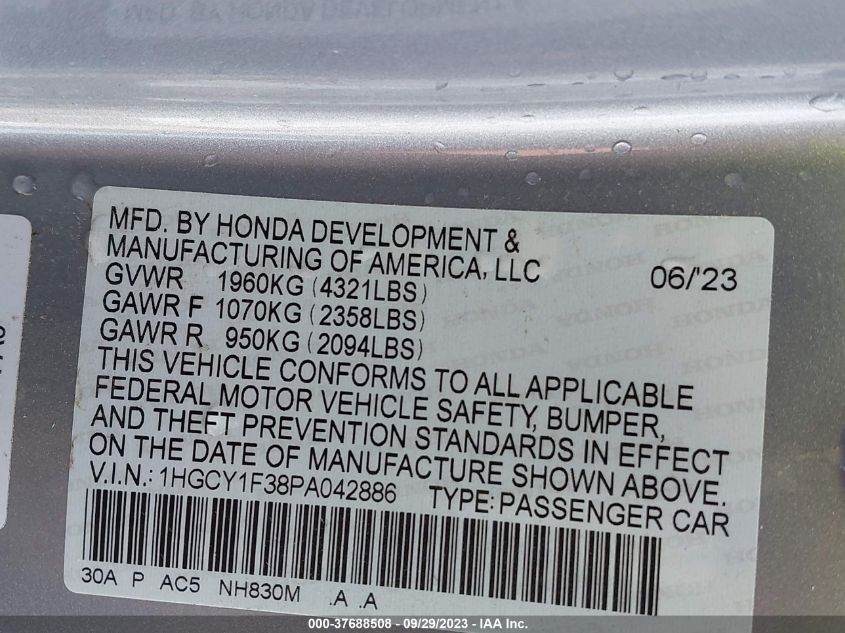 MFD. BY HONDA DEVELOPMENT &
MANUFACTURING OF AMERICA, LLC 06/'23
GVWR 1960KG (4321LBS)
GAWR F 1070KG (2358LBS)
GAWR R 950KG (2094LBS)
THIS VEHICLE CONFORMS TO ALL APPLICABLE
FEDERAL MOTOR VEHICLE SAFETY, BUMPER,
AND THEFT PREVENTION STANDARDS IN EFFECT
ON THE DATE OF MANUFACTURE SHOWN ABOVE.
V.I.N.: 1HGCY1F38PA042886 TYPE: PASSENGER CAR
30A P AC5 NH830M .A .A
000-37688508 - 09/29/2023 - IAA Inc.